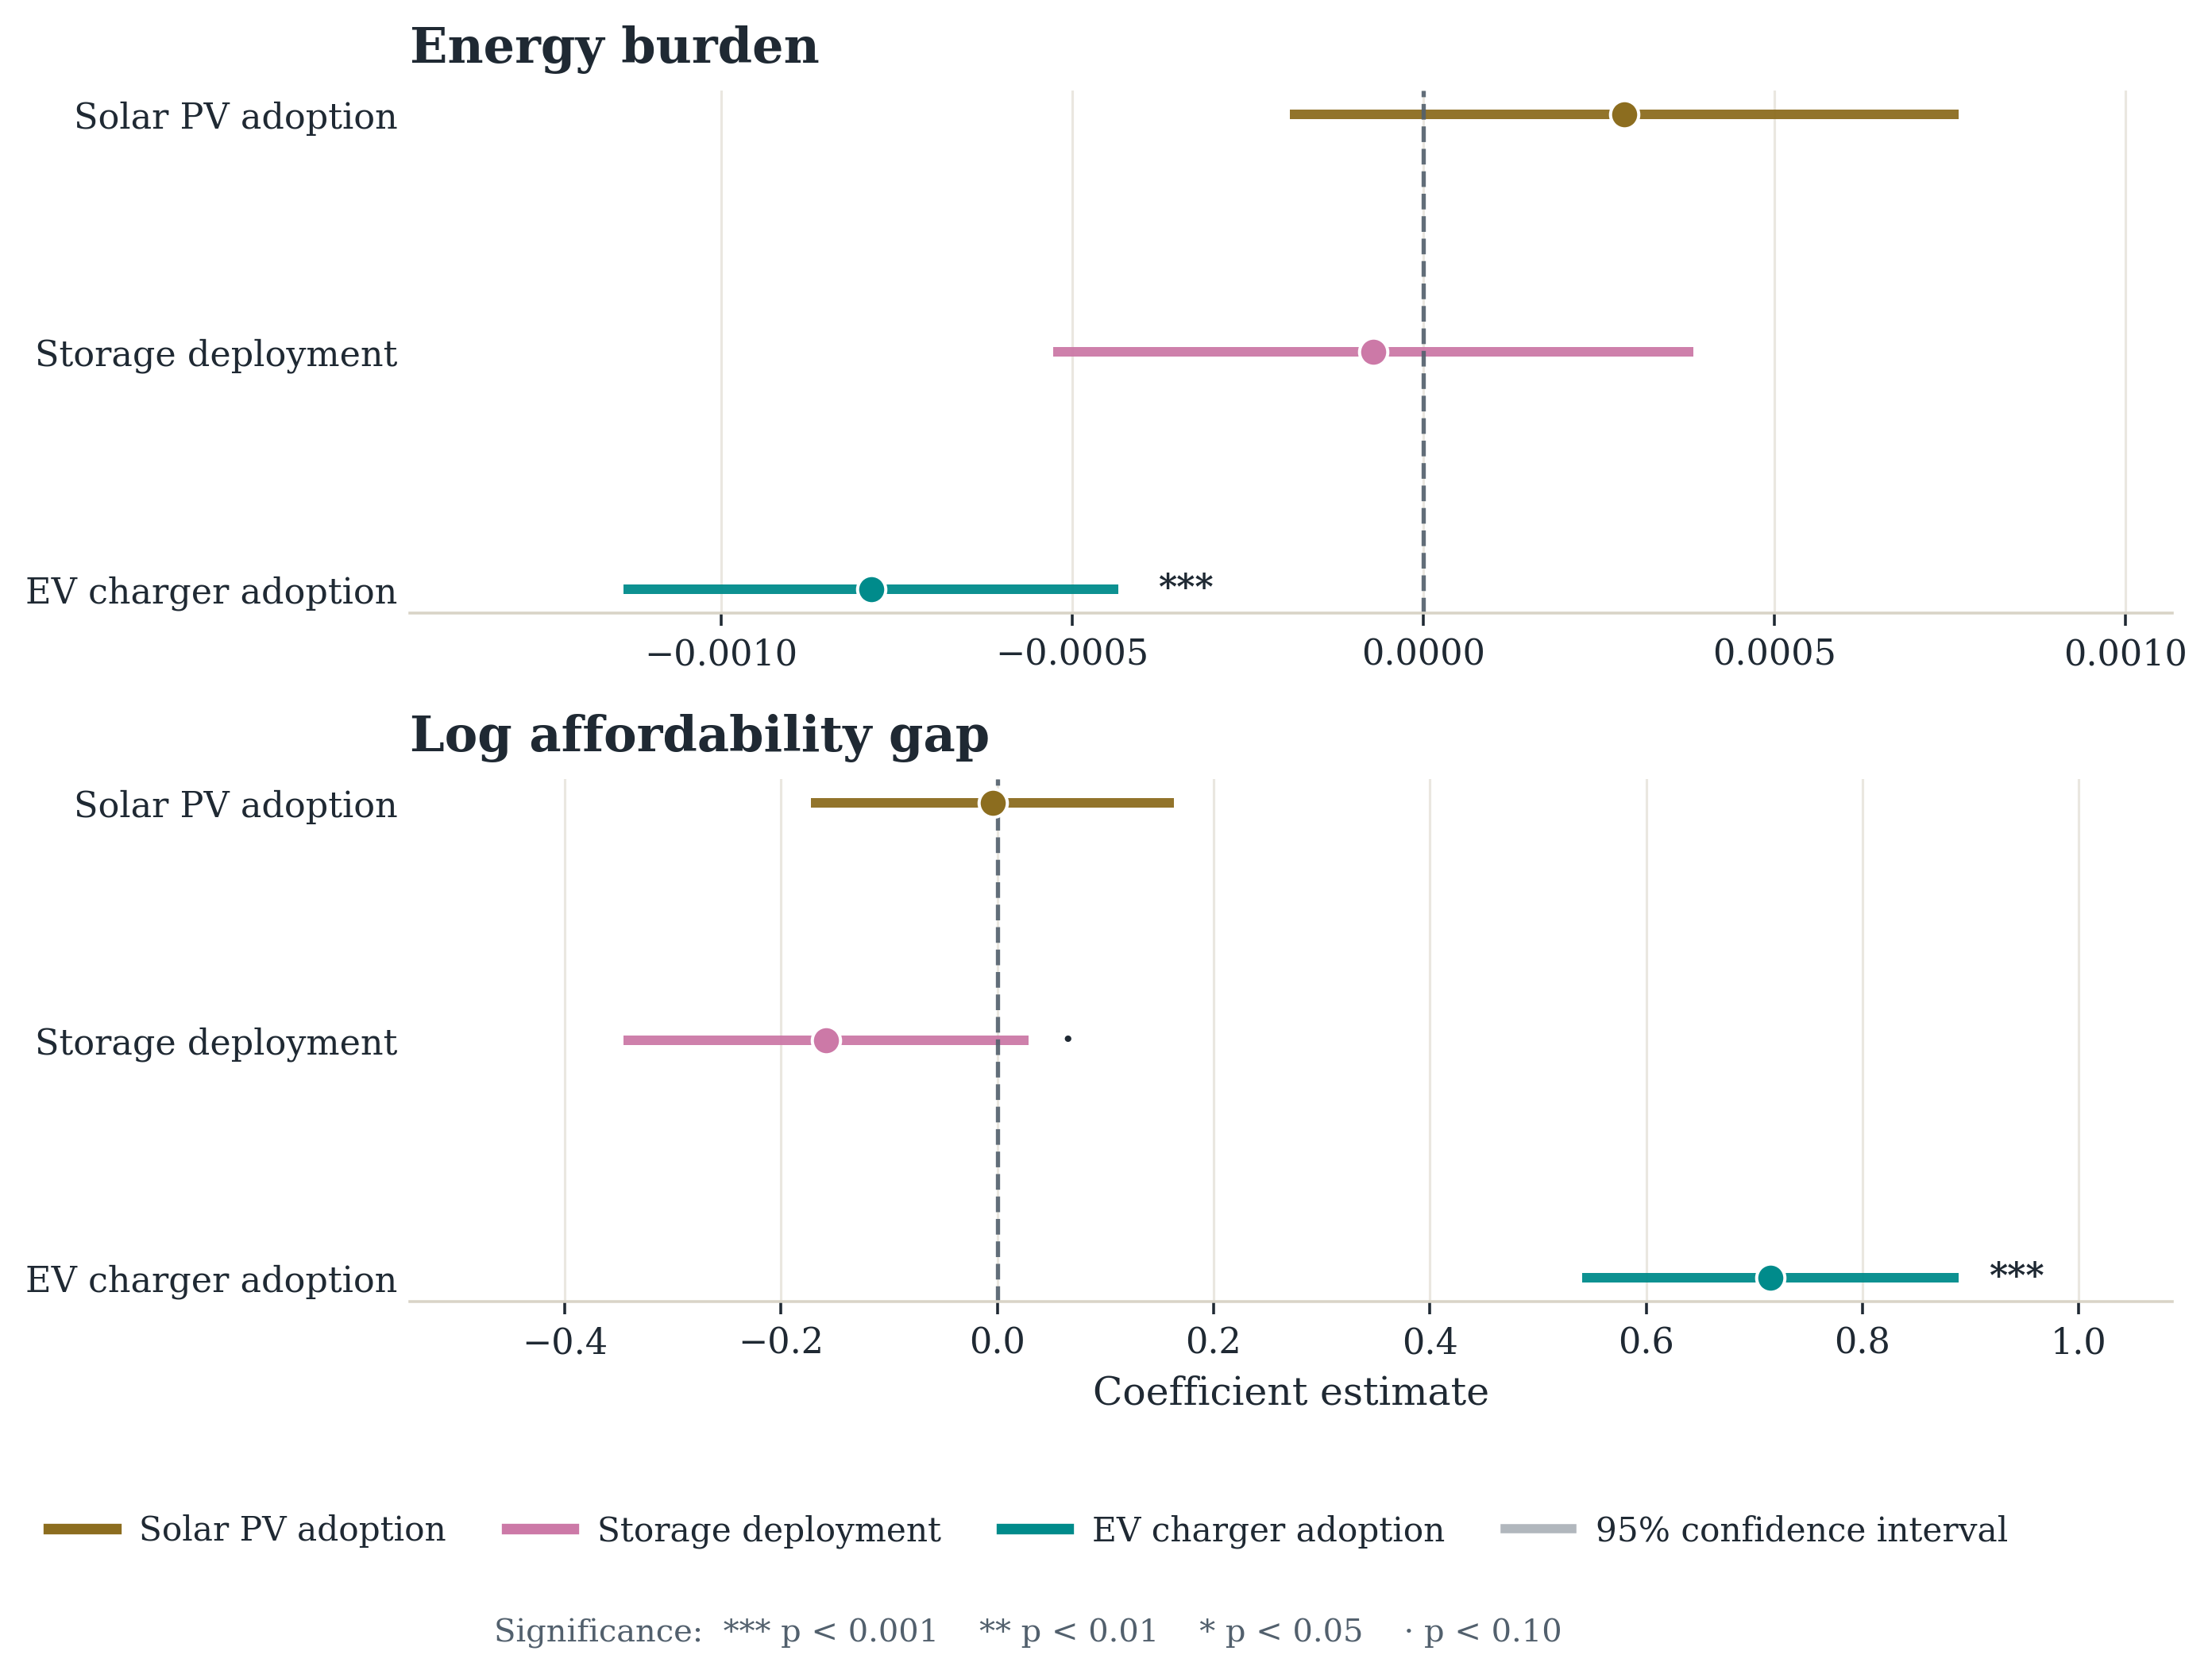 Energy burden
Solar PV adoption
Storage deployment
EV charger adoption
***
−0.0010 −0.0005 0.0000 0.0005 0.0010
Log affordability gap
Solar PV adoption
Storage deployment
·
EV charger adoption
***
−0.4 −0.2 0.0 0.2 0.4 0.6 0.8 1.0
Coefficient estimate
Solar PV adoption Storage deployment EV charger adoption 95% confidence interval
Significance: *** p < 0.001 ** p < 0.01 * p < 0.05 · p < 0.10